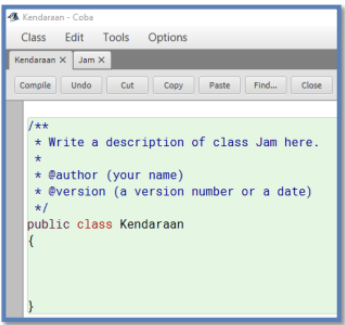 Kendaraan - Coba
Class Edit Tools Options
Kendaraan X Jam X
Compile Undo Cut Copy Paste Find... Close
/**
* Write a description of class Jam here.
*
* @author (your name)
* @version (a version number or a date)
*/
public class Kendaraan
{
}